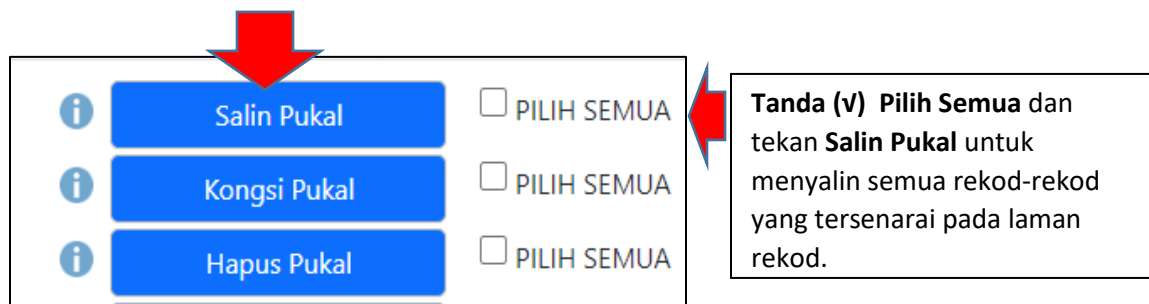 Salin Pukal PILIH SEMUA
Kongsi Pukal PILIH SEMUA
Hapus Pukal PILIH SEMUA
Tanda (√) Pilih Semua dan
tekan Salin Pukal untuk
menyalin semua rekod-rekod
yang tersenarai pada laman
rekod.